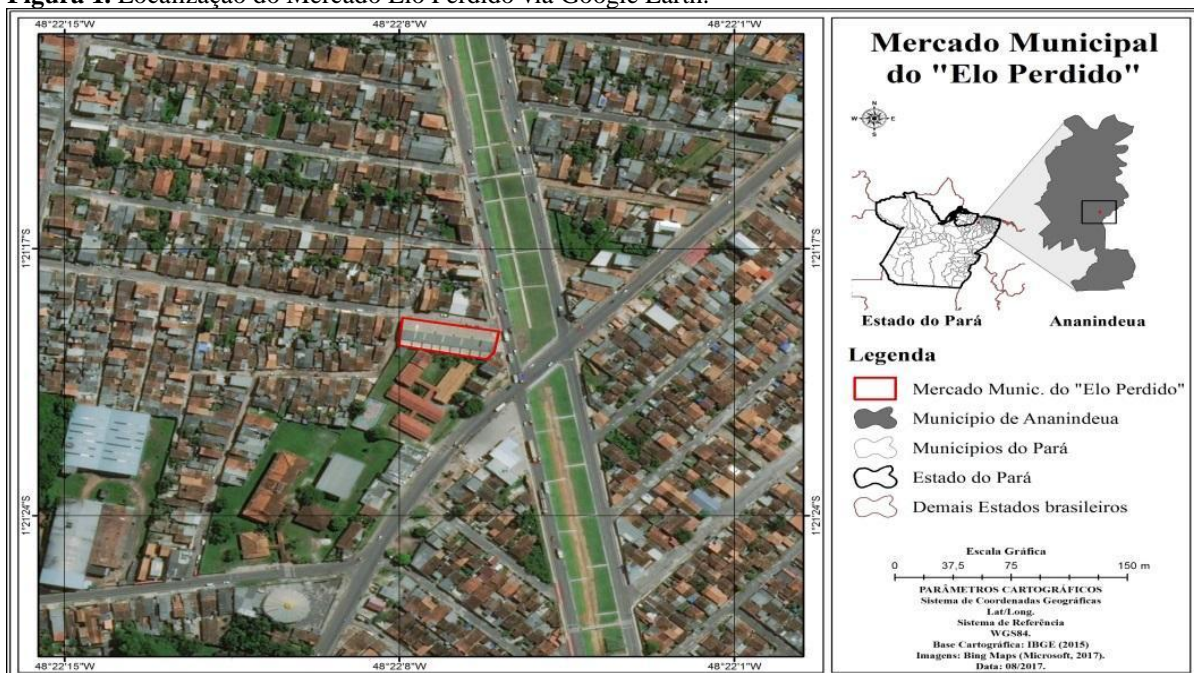 Figura 1. Localização do Mercado Elo Perdido via Google Earth.
48°22'15"W
48°22'8"W
48°22'1"W
1°21'17"S
1°21'17"S
1°21'24"S
1°21'24"S
48°22'15"W
48°22'8"W
48°22'1"W
Mercado Municipal
do "Elo Perdido"
N
W
E
S
Estado do Pará
Ananindeua
Legenda
Mercado Munic. do "Elo Perdido"
Município de Ananindeua
Municípios do Pará
Estado do Pará
Demais Estados brasileiros
Escala Gráfica
0 37,5 75 150 m
PARÂMETROS CARTOGRÁFICOS
Sistema de Coordenadas Geográficas
Lat/Long.
Sistema de Referência
WGS84.
Base Cartográfica: IBGE (2015)
Imagens: Bing Maps (Microsoft, 2017).
Data: 08/2017.